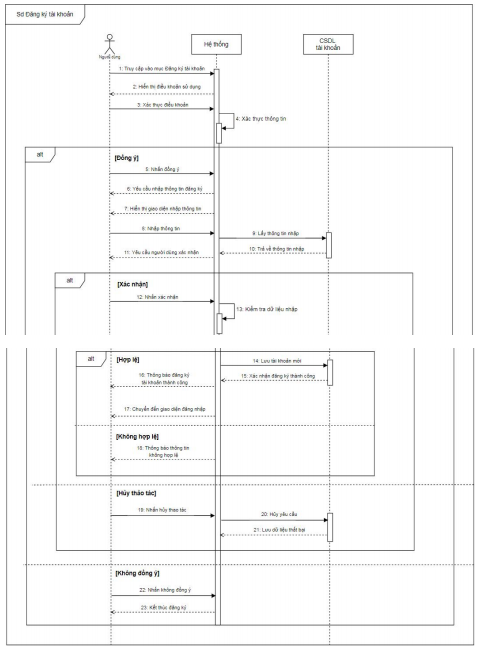 Sd Đăng ký tài khoản
Người dùng
Hệ thống
CSDL
tài khoản
1: Truy cập vào mục Đăng ký tài khoản
2: Hiển thị điều khoản sử dụng
3: Xác thực điều khoản
4: Xác thực thông tin
alt
[Đồng ý]
5: Nhấn đồng ý
6: Yêu cầu nhập thông tin đăng ký
7: Hiển thị giao diện nhập thông tin
8: Nhập thông tin
9: Lấy thông tin nhập
10: Trả về thông tin nhập
11: Yêu cầu người dùng xác nhận
alt
[Xác nhận]
12: Nhấn xác nhận
13: Kiểm tra dữ liệu nhập
alt
[Hợp lệ]
14: Lưu tài khoản mới
15: Xác nhận đăng ký thành công
16: Thông báo đăng ký
tài khoản thành công
17: Chuyển đến giao diện đăng nhập
[Không hợp lệ]
18: Thông báo thông tin
không hợp lệ
[Hủy thao tác]
19: Nhấn hủy thao tác
20: Hủy yêu cầu
21: Lưu dữ liệu thất bại
[Không đồng ý]
22: Nhấn không đồng ý
23: Kết thúc đăng ký